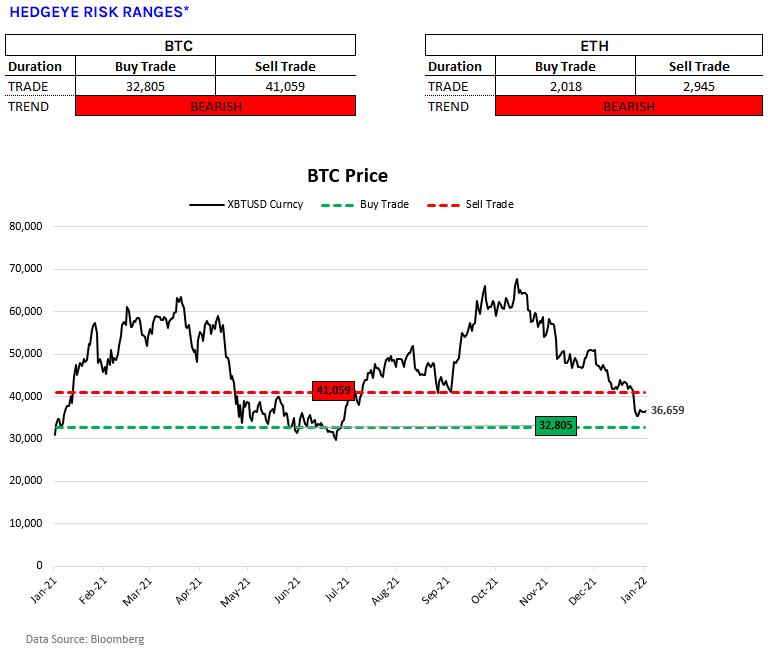 HEDGEYE RISK RANGES*
BTC
Duration Buy Trade Sell Trade
TRADE 32,805 41,059
TREND BEARISH
ETH
Duration Buy Trade Sell Trade
TRADE 2,018 2,945
TREND BEARISH
BTC Price
XBTUSD Curncy Buy Trade Sell Trade
80,000
70,000
60,000
50,000
40,000
30,000
20,000
10,000
0
41,059
36,659
32,805
Jan-21 Feb-21 Mar-21 Apr-21 May-21 Jun-21 Jul-21 Aug-21 Sep-21 Oct-21 Nov-21 Dec-21 Jan-22
Data Source: Bloomberg